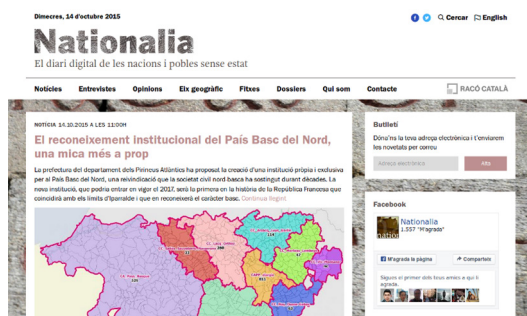 Dimecres, 14 d'octubre 2015
Cercar English
Nationalia
El diari digital de les nacions i pobles sense estat
Notícies Entrevistes Opinions Eix geogràfic Fitxes Dossiers Qui som Contacte RACÓ CATALÀ
NOTÍCIA 14.10.2015 A LES 11:00H
El reconeixement institucional del País Basc del Nord,
una mica més a prop
La prefectura del departament dels Pirineus Atlàntics ha proposat la creació d'una institució pròpia i exclusiva
per al País Basc del Nord, una reivindicació que la societat civil nord basca ha sostingut durant dècades. La
nova institució, que podria entrar en vigor el 2017, serà la primera en la història de la República Francesa que
coincidirà amb els límits d'Iparralde i que en reconeixerà el caràcter basc. Continua llegint
Butlletí
Dóna'ns la teva adreça electrònica i t'enviarem
les novetats per correu
Adreça electrònica Alta
Facebook
Nationalia
1.557 "M'agrada"
M'agrada la pàgina Comparteix
Sigues el primer dels teus amics a qui li
agrada.